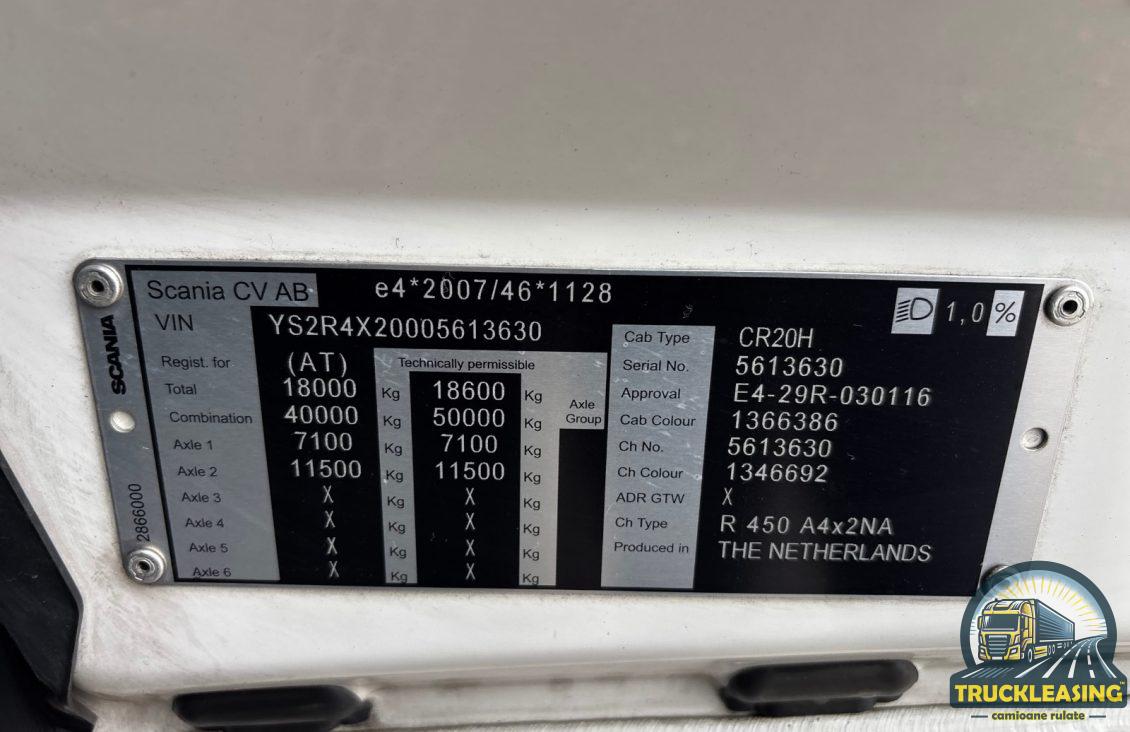 Scania CV AB e4*2007/46*1128 1,0 %
VIN YS2R4X20005613630
Regist. for (AT) Technically permissible
Total 18000 Kg 18600 Kg
Combination 40000 Kg 50000 Kg Axle Group
Axle 1 7100 Kg 7100 Kg
Axle 2 11500 Kg 11500 Kg
Axle 3 X Kg X Kg
Axle 4 X Kg X Kg
Axle 5 X Kg X Kg
Axle 6 X Kg X Kg
Cab Type CR20H
Serial No. 5613630
Approval E4-29R-030116
Cab Colour 1366386
Ch No. 5613630
Ch Colour 1346692
ADR GTW X
Ch Type R 450 A4x2NA
Produced in THE NETHERLANDS
SCANIA
2866000
TRUCKLEASING™
camioane rulate